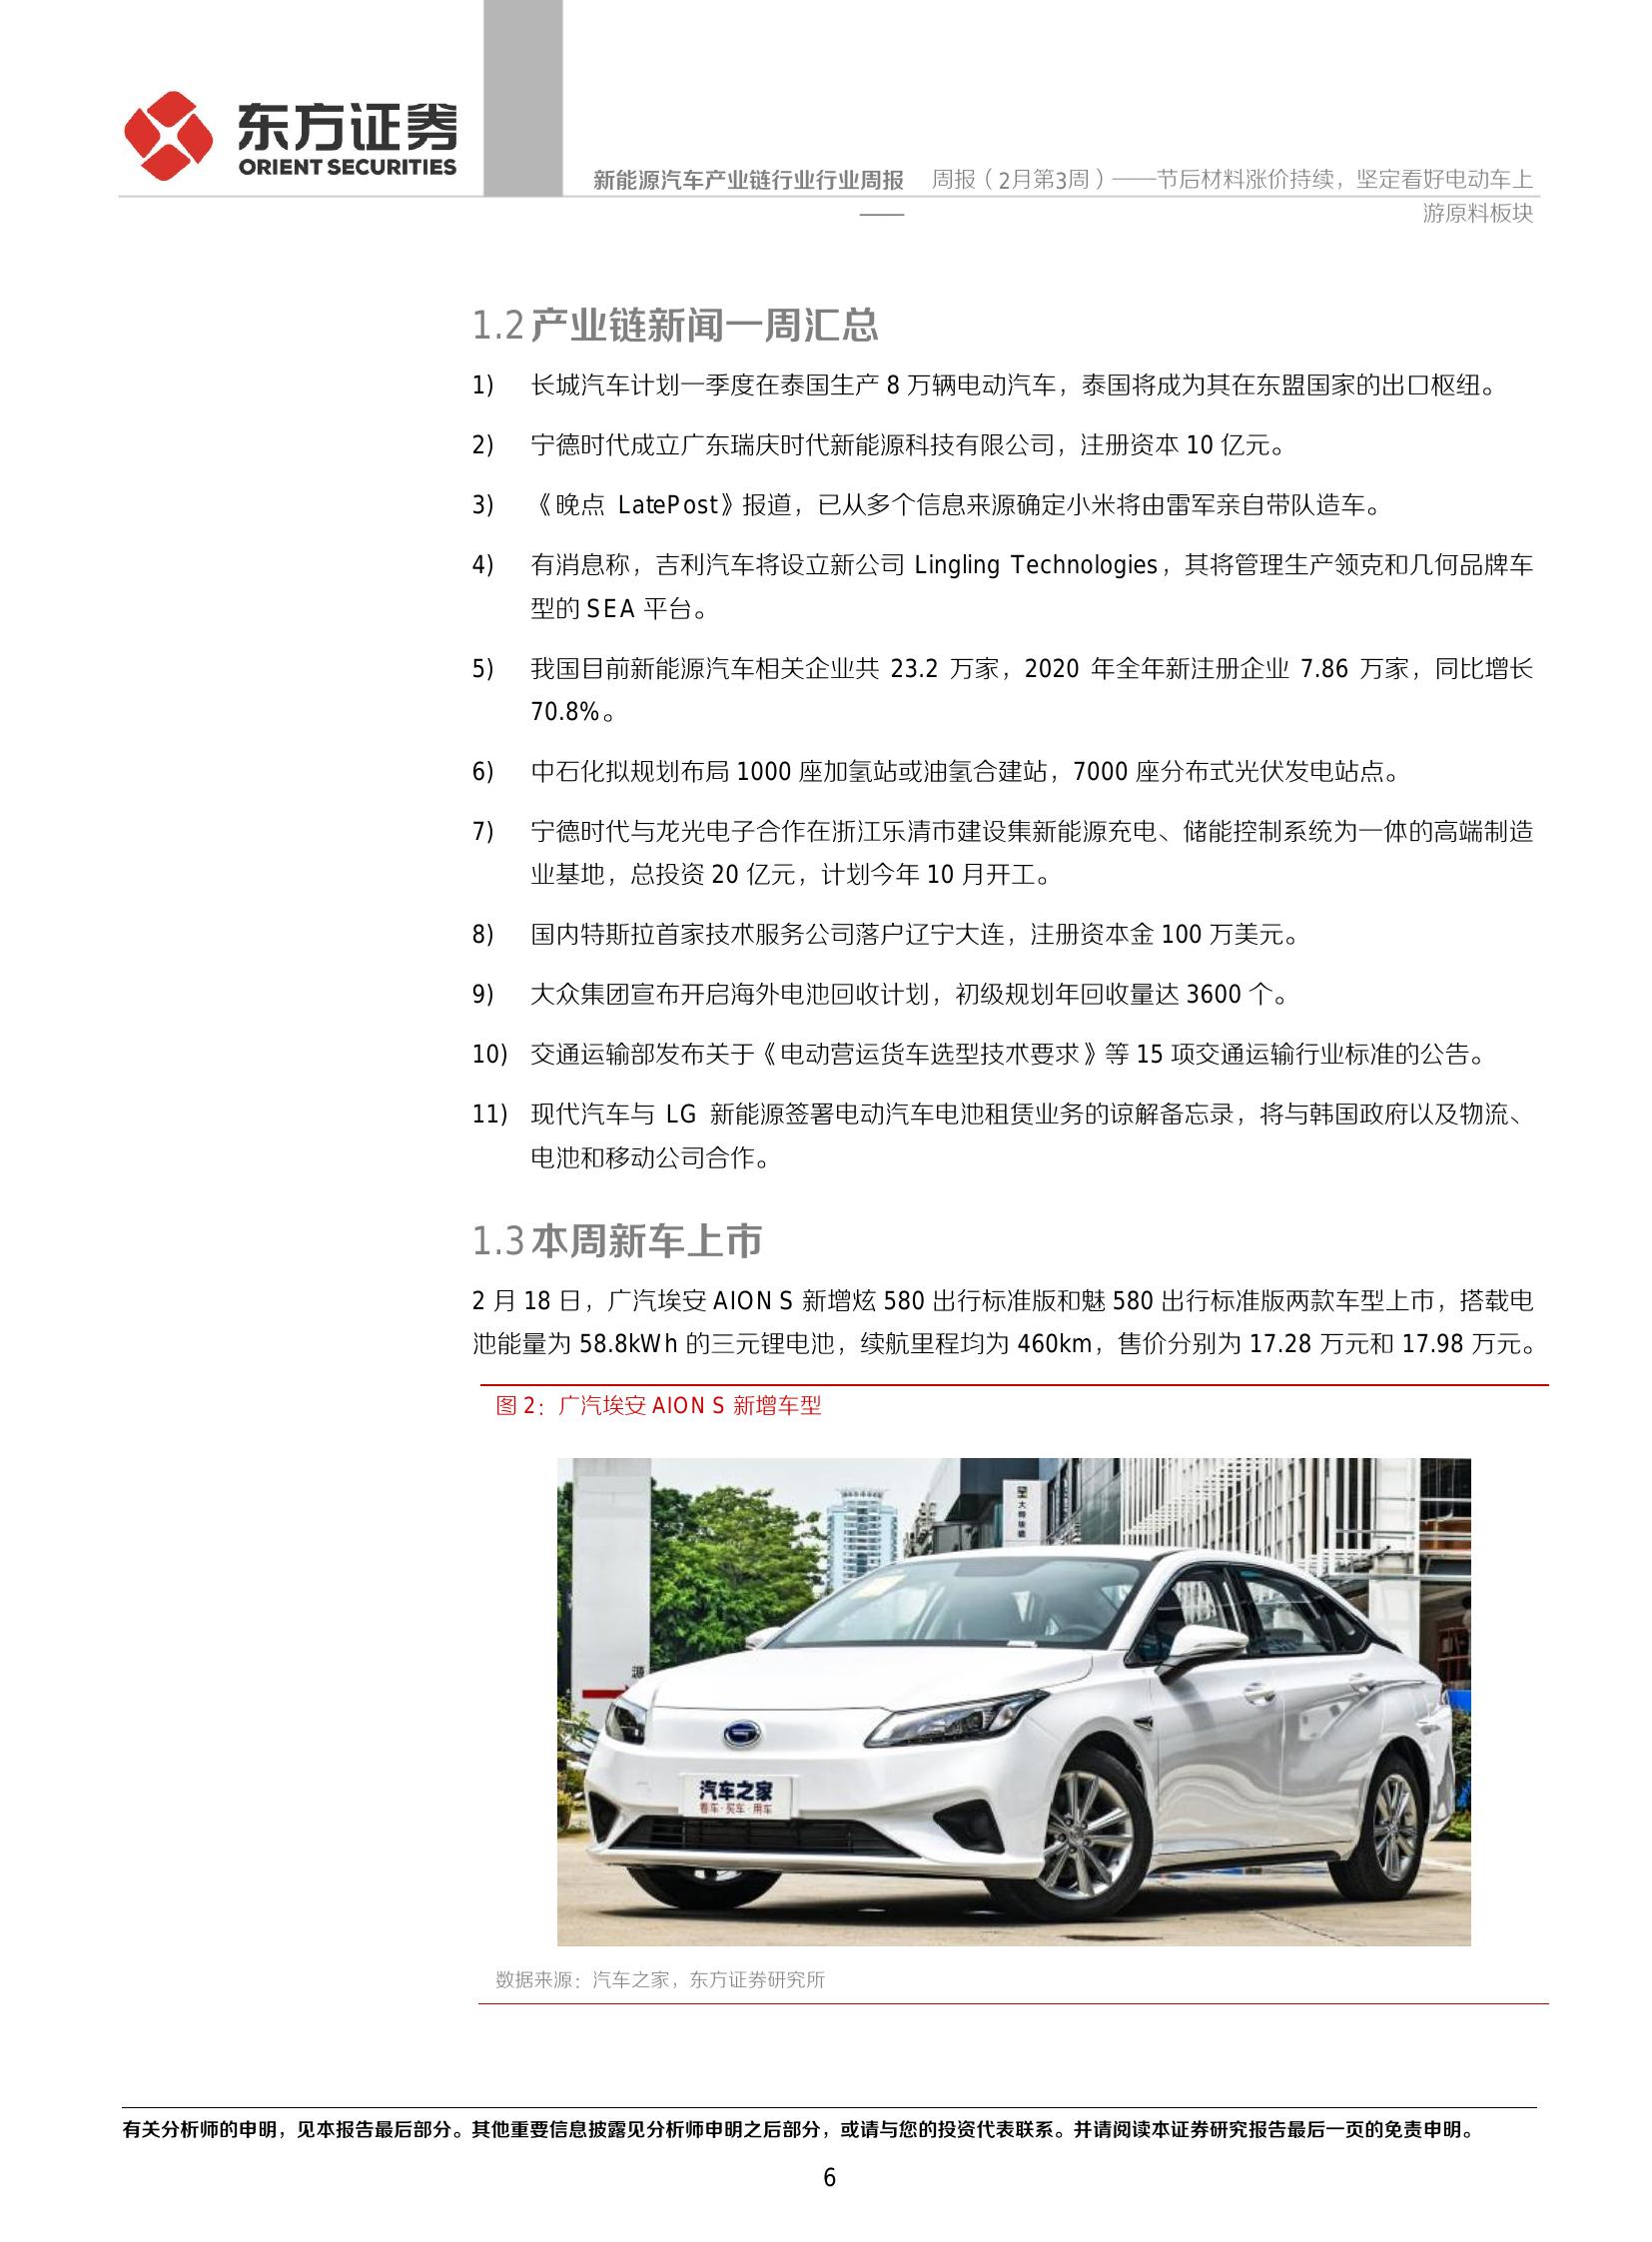 东方证券
ORIENT SECURITIES
新能源汽车产业链行业行业周报 周报（2月第3周）——节后材料涨价持续，坚定看好电动车上
——
游原料板块
1.2 产业链新闻一周汇总
1) 长城汽车计划一季度在泰国生产 8 万辆电动汽车，泰国将成为其在东盟国家的出口枢纽。
2) 宁德时代成立广东瑞庆时代新能源科技有限公司，注册资本 10 亿元。
3) 《晚点 LatePost》报道，已从多个信息来源确定小米将由雷军亲自带队造车。
4) 有消息称，吉利汽车将设立新公司 Lingling Technologies，其将管理生产领克和几何品牌车
型的 SEA 平台。
5) 我国目前新能源汽车相关企业共 23.2 万家，2020 年全年新注册企业 7.86 万家，同比增长
70.8%。
6) 中石化拟规划布局 1000 座加氢站或油氢合建站，7000 座分布式光伏发电站点。
7) 宁德时代与龙光电子合作在浙江乐清市建设集新能源充电、储能控制系统为一体的高端制造
业基地，总投资 20 亿元，计划今年 10 月开工。
8) 国内特斯拉首家技术服务公司落户辽宁大连，注册资本金 100 万美元。
9) 大众集团宣布开启海外电池回收计划，初级规划年回收量达 3600 个。
10) 交通运输部发布关于《电动营运货车选型技术要求》等 15 项交通运输行业标准的公告。
11) 现代汽车与 LG 新能源签署电动汽车电池租赁业务的谅解备忘录，将与韩国政府以及物流、
电池和移动公司合作。
1.3 本周新车上市
2 月 18 日，广汽埃安 AION S 新增炫 580 出行标准版和魅 580 出行标准版两款车型上市，搭载电
池能量为 58.8kWh 的三元锂电池，续航里程均为 460km，售价分别为 17.28 万元和 17.98 万元。
图 2：广汽埃安 AION S 新增车型
源
汽车之家
看车·买车·用车
数据来源：汽车之家，东方证券研究所
有关分析师的申明，见本报告最后部分。其他重要信息披露见分析师申明之后部分，或请与您的投资代表联系。并请阅读本证券研究报告最后一页的免责申明。
6